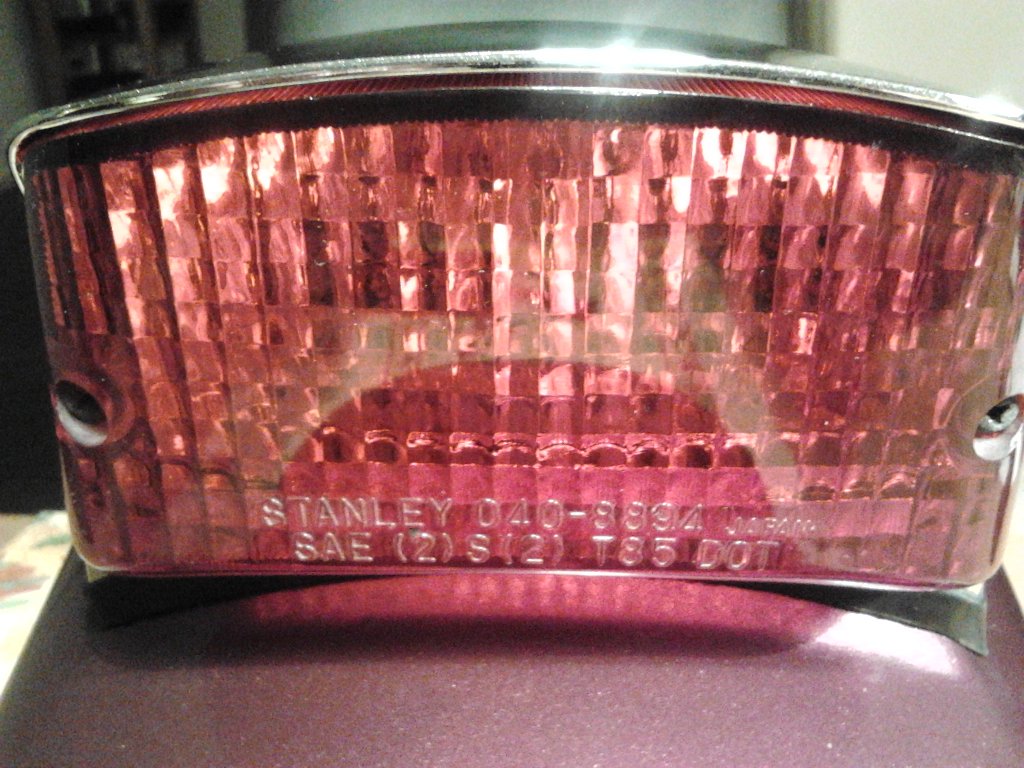 STANLEY 040-8894 JAPAN
SAE (2) S (2) T85 DOT